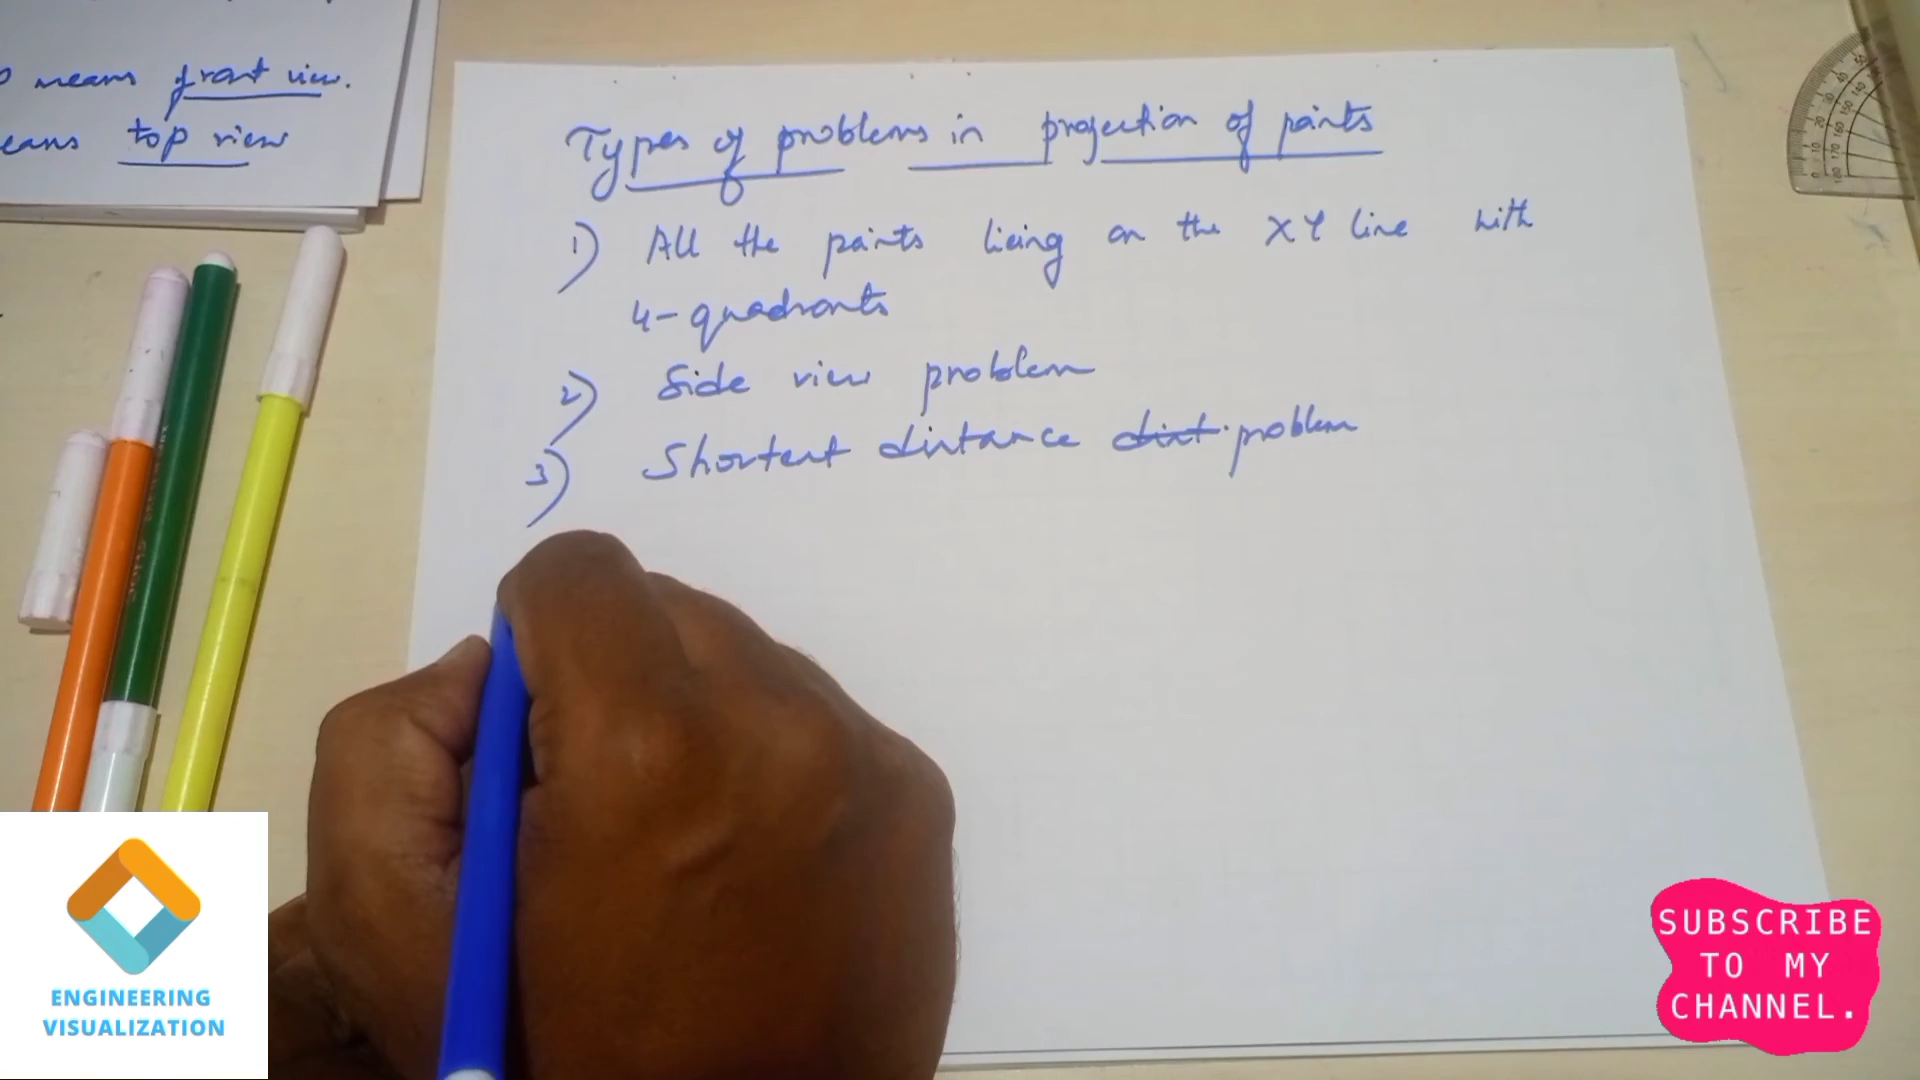 means front view.
eans top view
Types of problems in projection of points
1) All the points lieing on the XY line with
4-quadrants
2) Side view problem
3) Shortest distance dist. problem
ENGINEERING
VISUALIZATION
SUBSCRIBE
TO MY
CHANNEL.